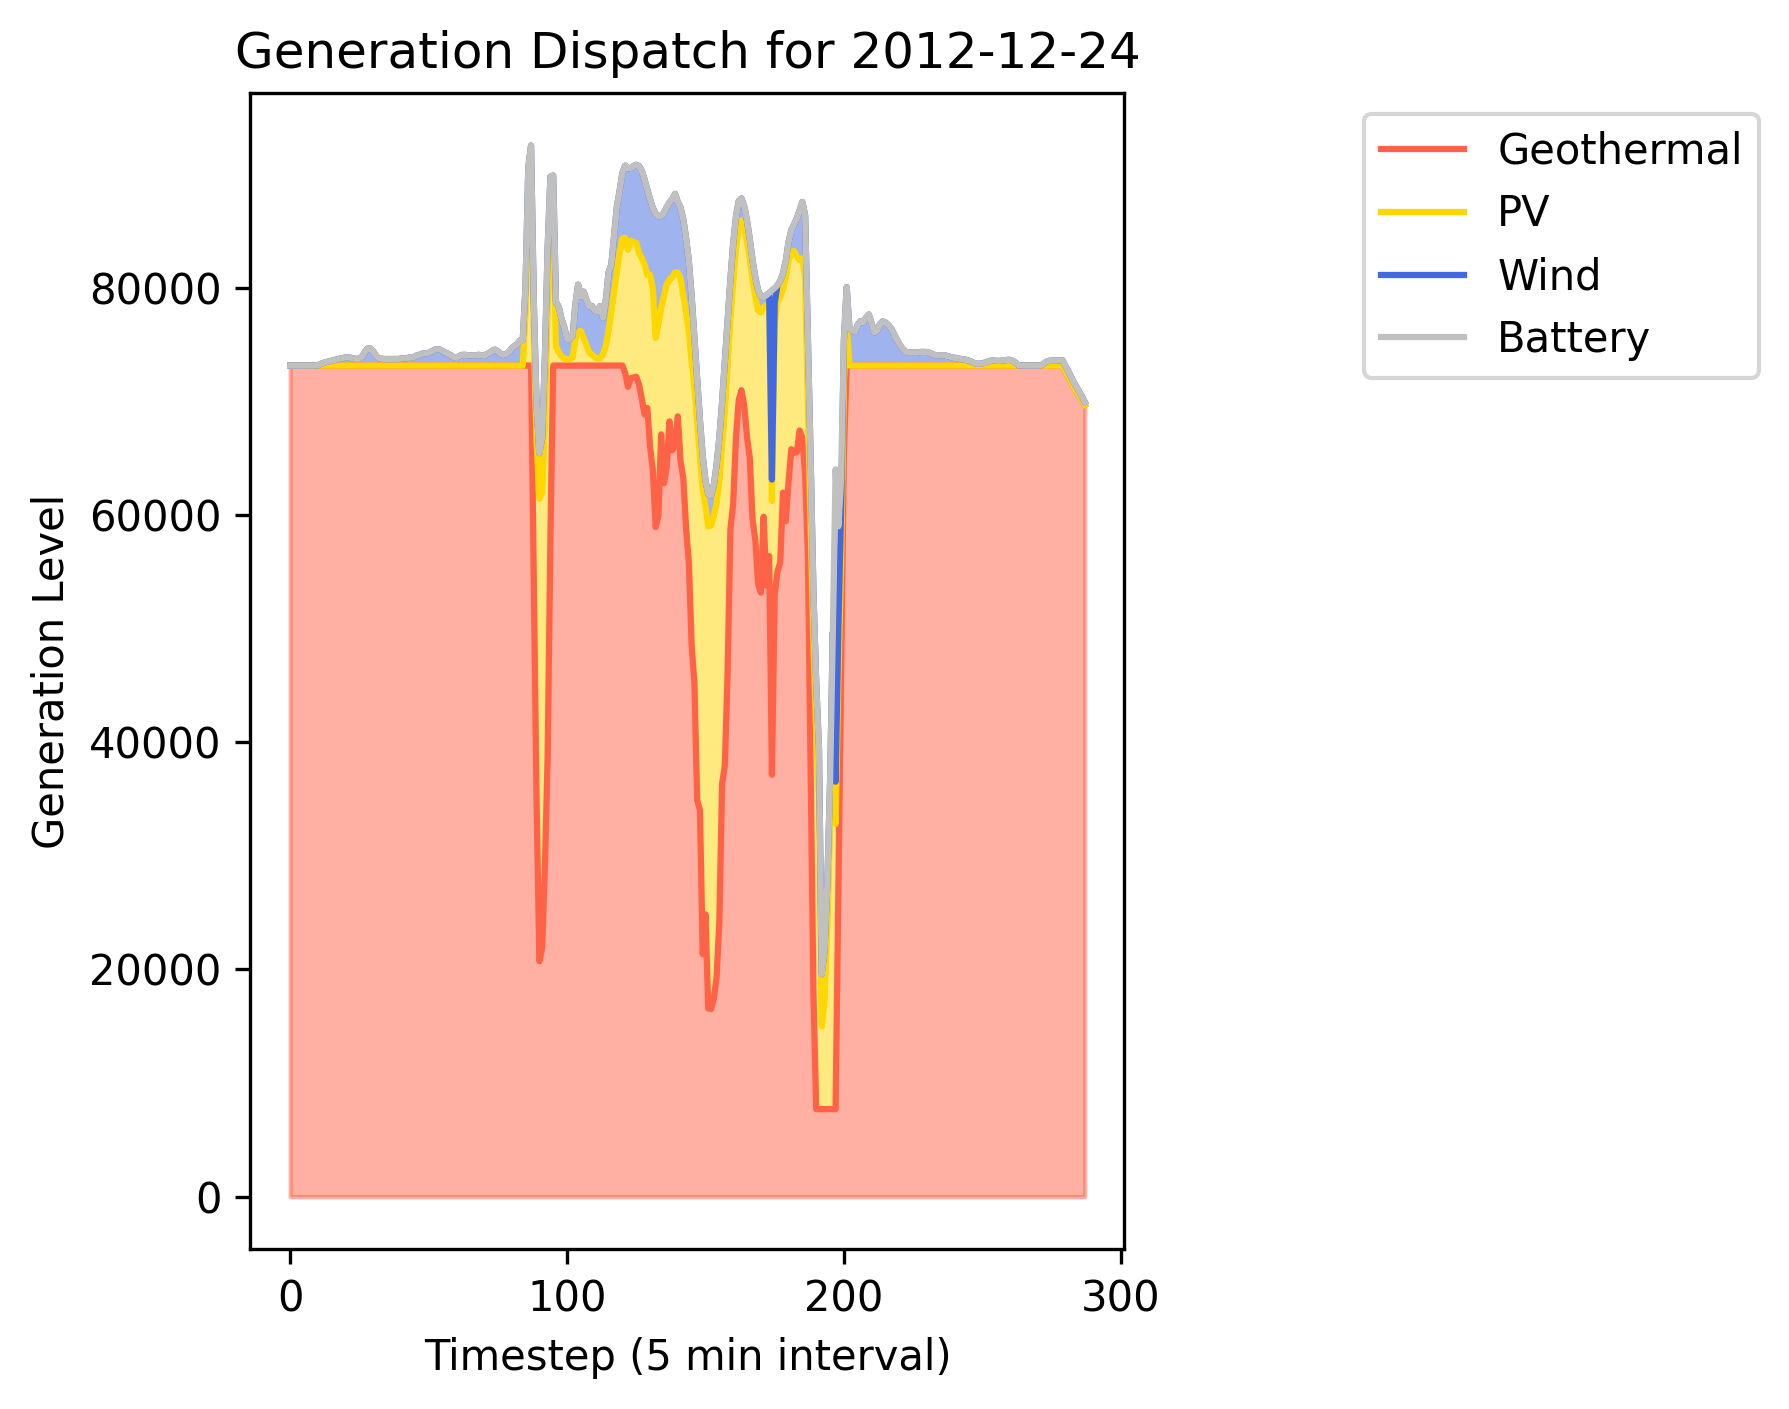 Generation Dispatch for 2012-12-24
Geothermal
PV
Wind
Battery
Generation Level
80000
60000
40000
20000
0
0 100 200 300
Timestep (5 min interval)